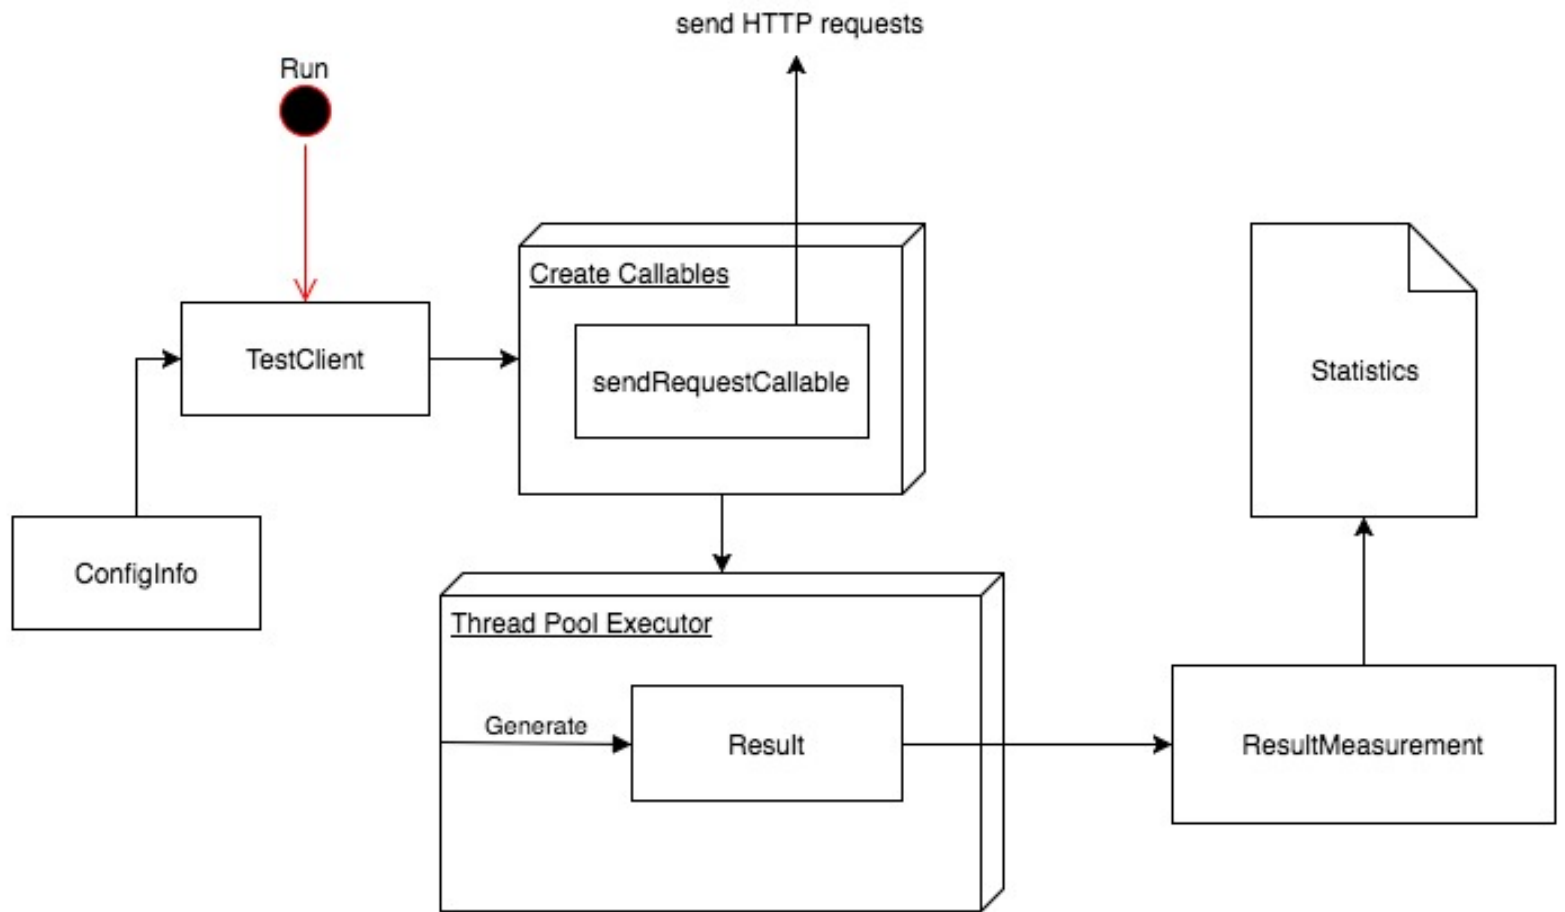 send HTTP requests
Run
Create Callables
TestClient
sendRequestCallable
Statistics
ConfigInfo
Thread Pool Executor
Generate
Result
ResultMeasurement